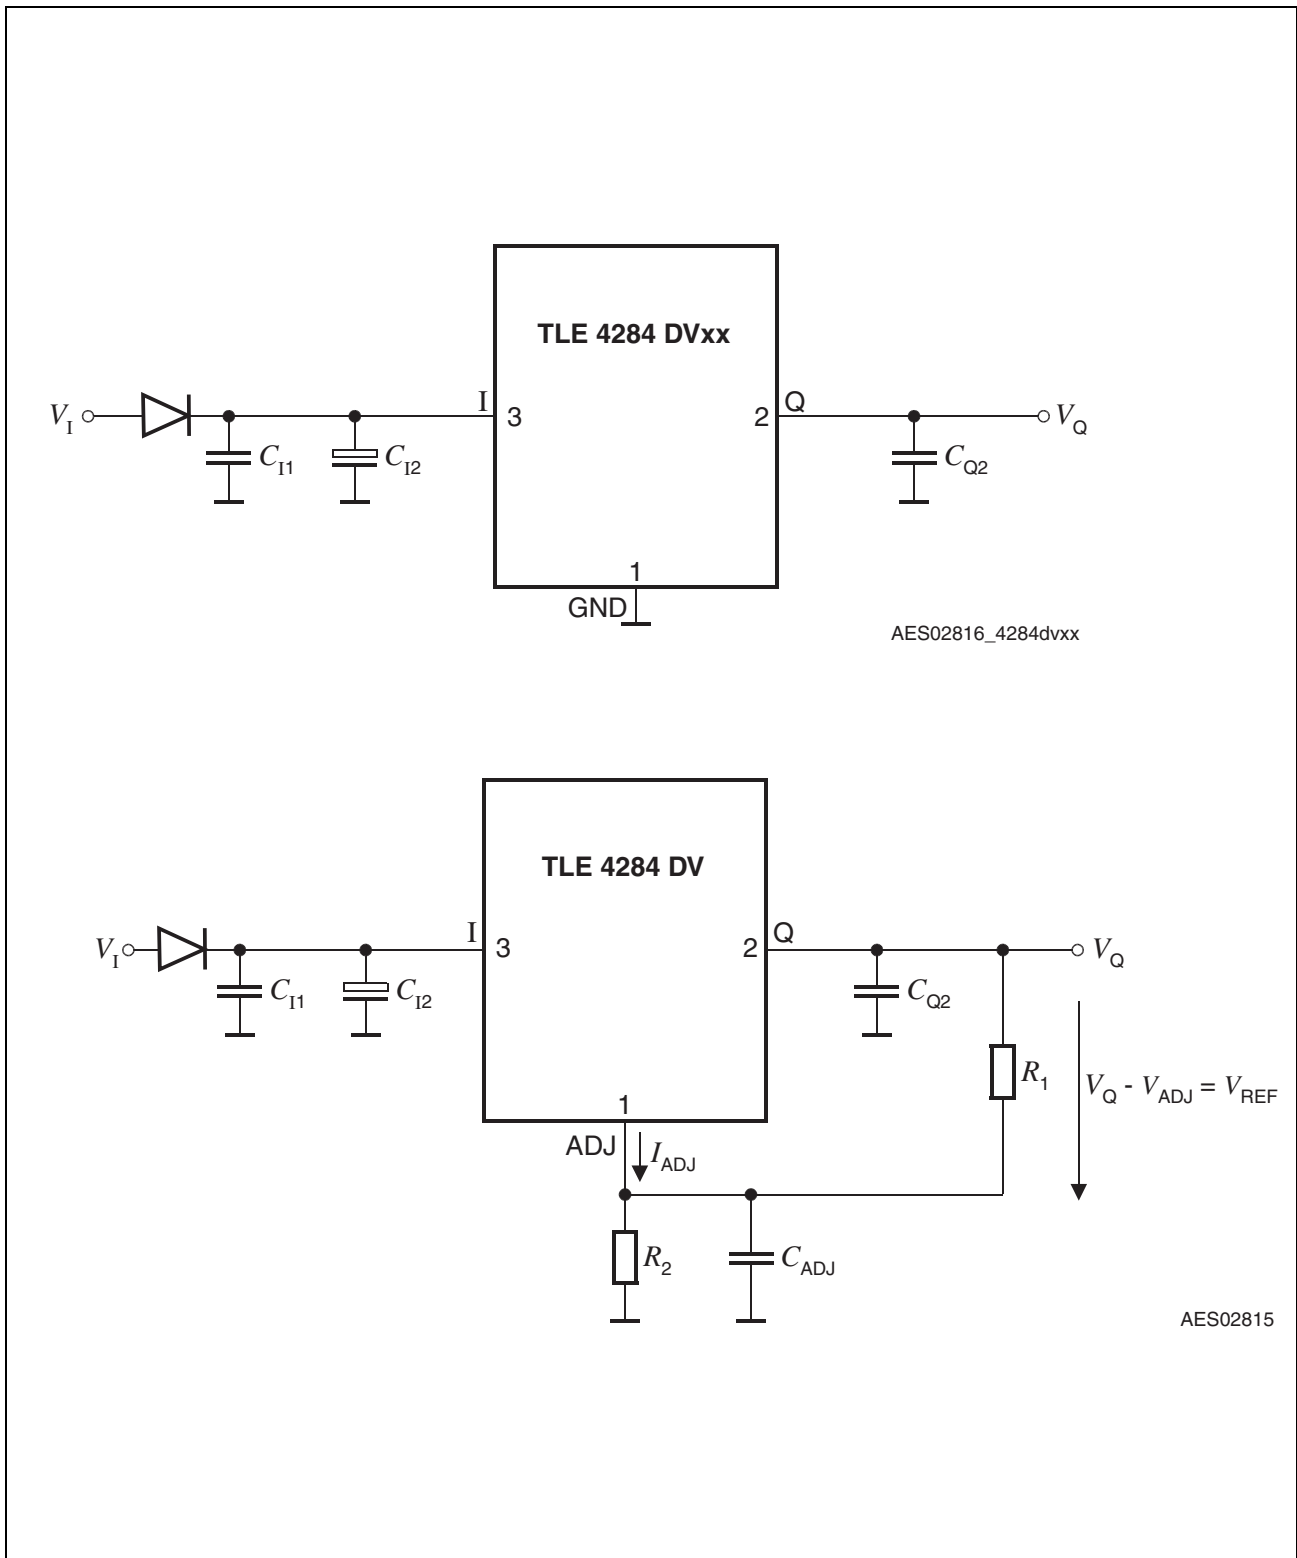 TLE 4284 DVxx
V_I
I
3
2
Q
V_Q
C_I1
C_I2
C_Q2
1
GND
AES02816_4284dvxx
TLE 4284 DV
V_I
I
3
2
Q
V_Q
C_I1
C_I2
C_Q2
R_1
V_Q - V_ADJ = V_REF
1
ADJ
I_ADJ
R_2
C_ADJ
AES02815